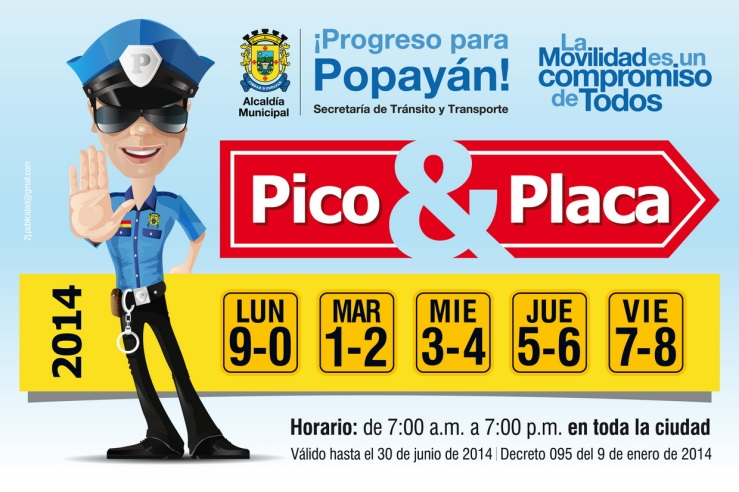 ¡Progreso para
Popayán!
Secretaría de Tránsito y Transporte
Alcaldía
Municipal
La
Movilidad es un
compromiso
de Todos
P
Pico & Placa
2014
LUN
9-0
MAR
1-2
MIE
3-4
JUE
5-6
VIE
7-8
Horario: de 7:00 a.m. a 7:00 p.m. en toda la ciudad
Válido hasta el 30 de junio de 2014 | Decreto 095 del 9 de enero de 2014